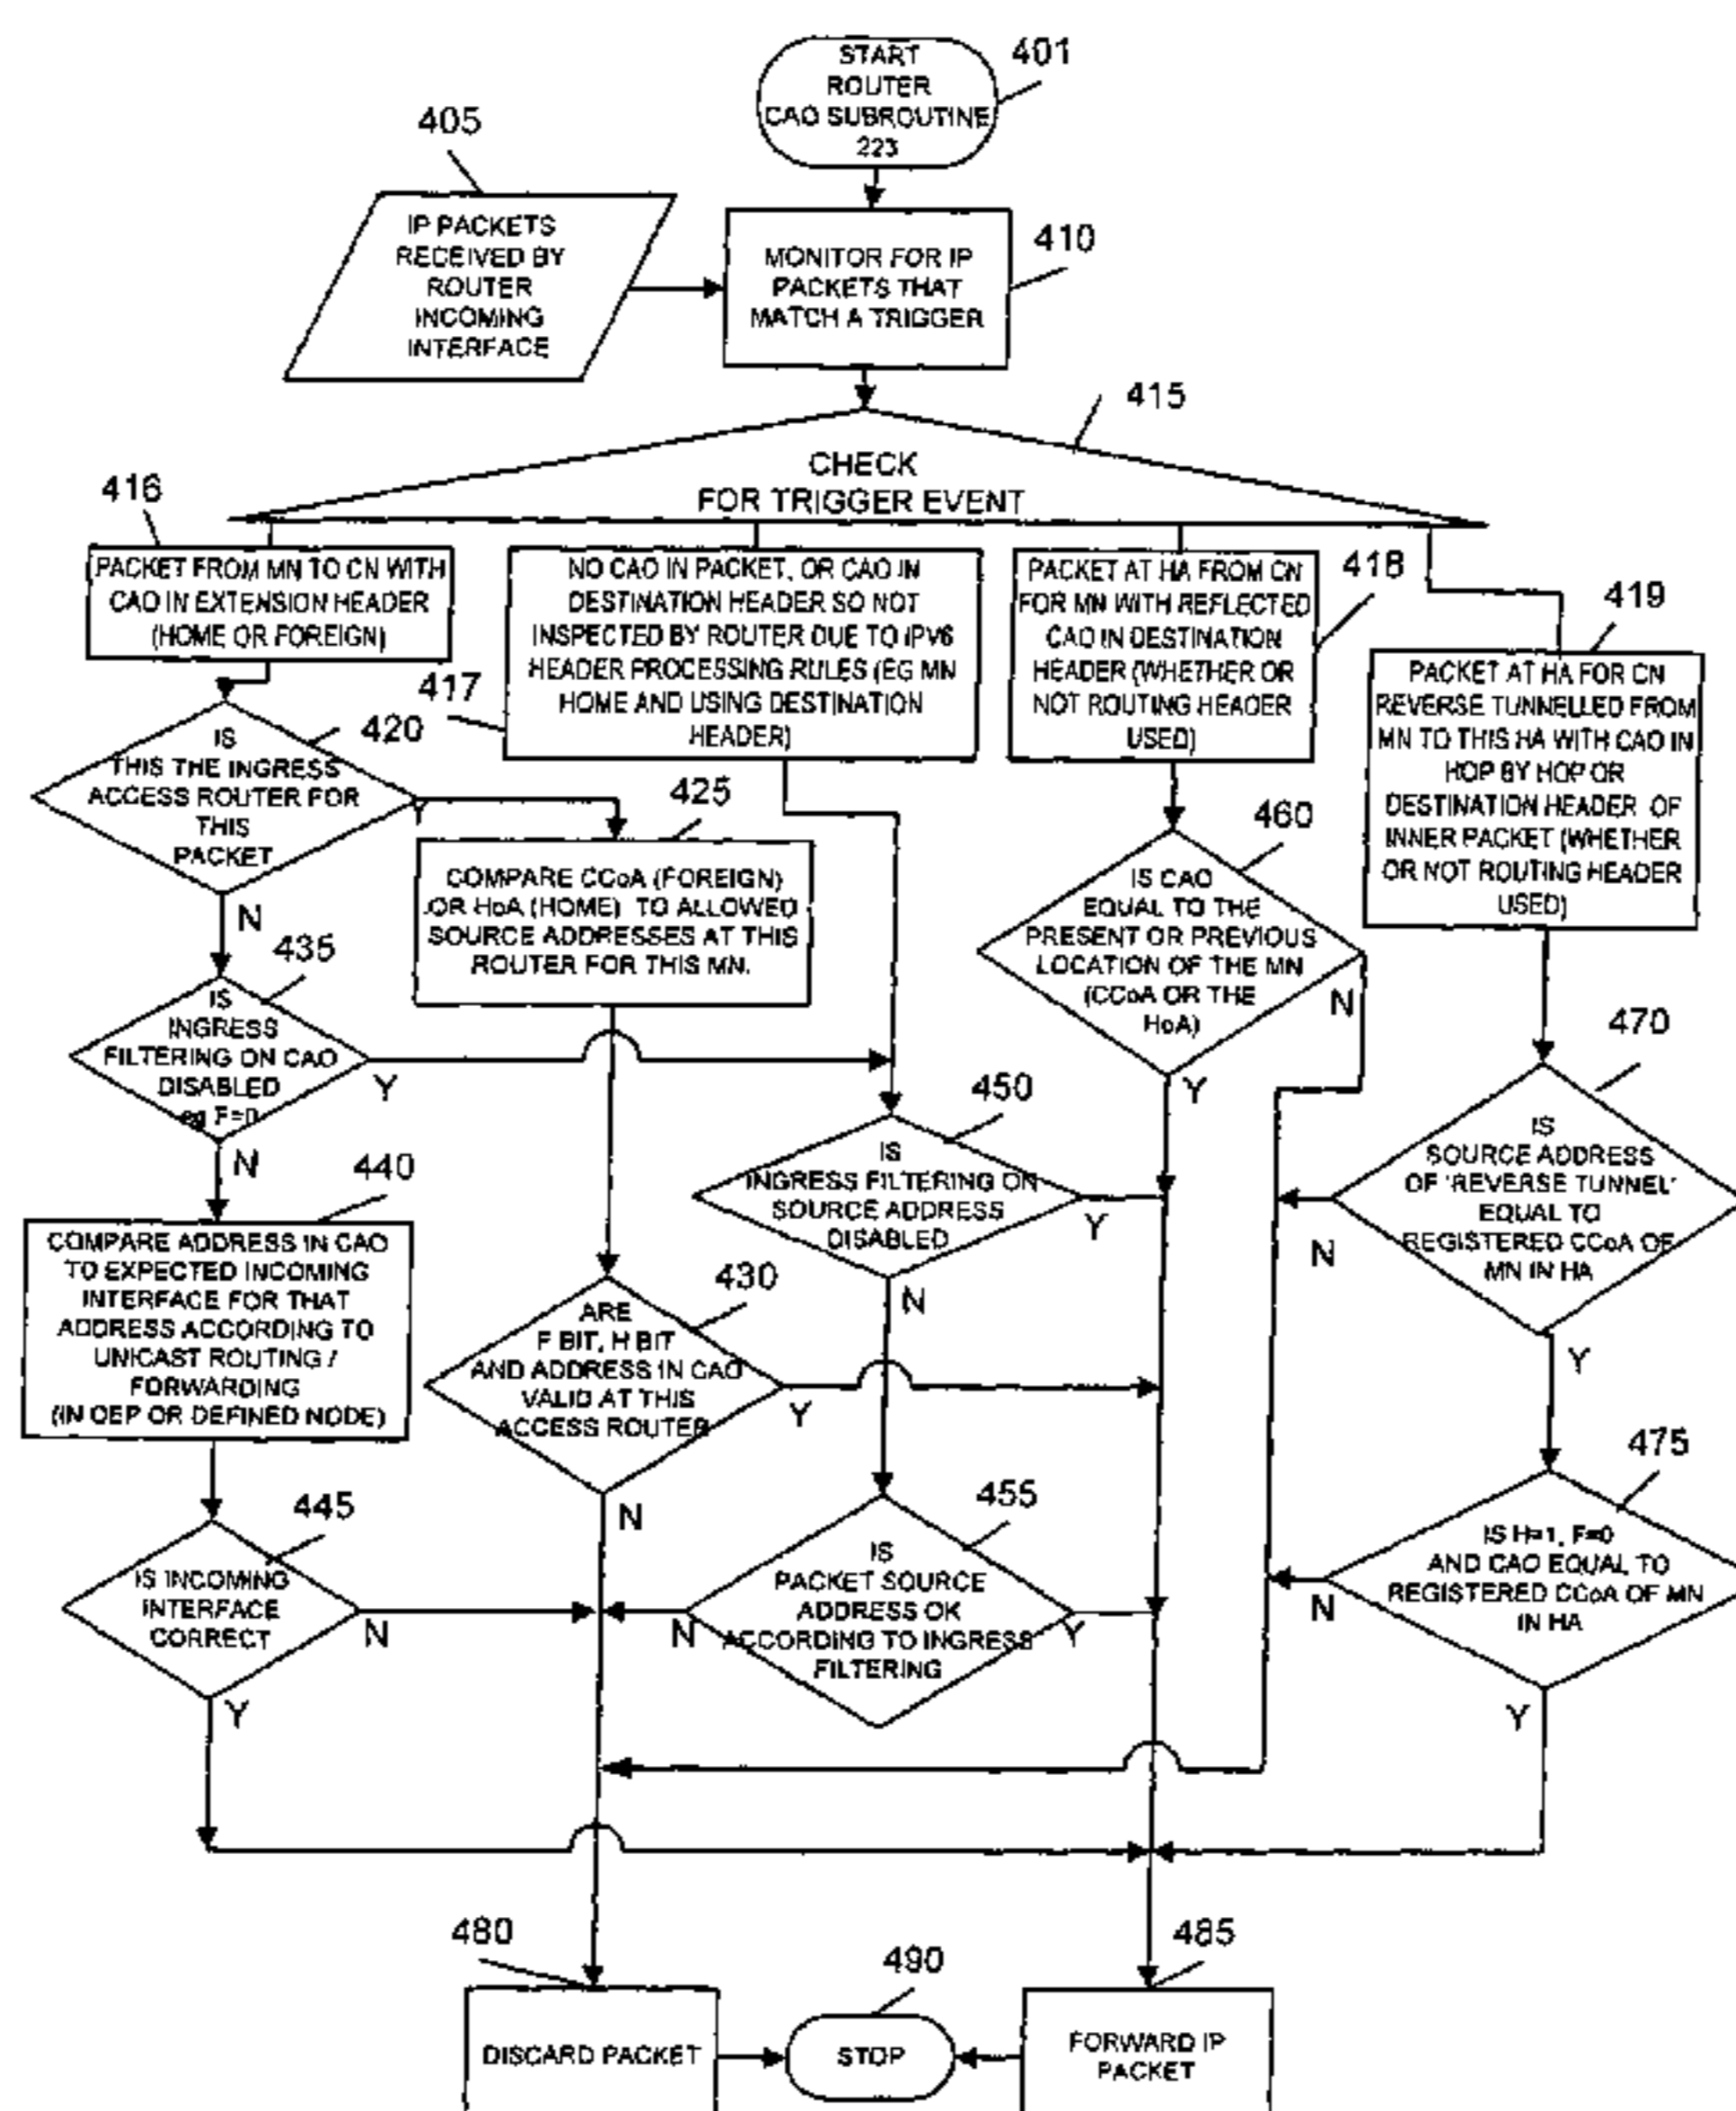 START
ROUTER
CAO SUBROUTINE
223
401
405
IP PACKETS
RECEIVED BY
ROUTER
INCOMING
INTERFACE
MONITOR FOR IP
PACKETS THAT
MATCH A TRIGGER
410
415
CHECK
FOR TRIGGER EVENT
416
PACKET FROM MN TO CN WITH
CAO IN EXTENSION HEADER
(HOME OR FOREIGN)
417
NO CAO IN PACKET, OR CAO IN
DESTINATION HEADER SO NOT
INSPECTED BY ROUTER DUE TO IPV6
HEADER PROCESSING RULES (EG MN
HOME AND USING DESTINATION
HEADER)
418
PACKET AT HA FROM CN
FOR MN WITH REFLECTED
CAO IN DESTINATION
HEADER (WHETHER OR
NOT ROUTING HEADER
USED)
419
PACKET AT HA FOR CN
REVERSE TUNNELLED FROM
MN TO THIS HA WITH CAO IN
HOP BY HOP OR
DESTINATION HEADER OF
INNER PACKET (WHETHER
OR NOT ROUTING HEADER
USED)
420
IS
THIS THE INGRESS
ACCESS ROUTER FOR
THIS
PACKET
Y
N
425
COMPARE CCoA (FOREIGN)
OR HoA (HOME) TO ALLOWED
SOURCE ADDRESSES AT THIS
ROUTER FOR THIS MN.
435
IS
INGRESS
FILTERING ON CAO
DISABLED
eg F=0
Y
N
460
IS CAO
EQUAL TO THE
PRESENT OR PREVIOUS
LOCATION OF THE MN
(CCoA OR THE
HoA)
N
Y
470
IS
SOURCE ADDRESS
OF 'REVERSE TUNNEL'
EQUAL TO
REGISTERED CCoA OF
MN IN HA
N
Y
440
COMPARE ADDRESS IN CAO
TO EXPECTED INCOMING
INTERFACE FOR THAT
ADDRESS ACCORDING TO
UNICAST ROUTING /
FORWARDING
(IN OEP OR DEFINED NODE)
450
IS
INGRESS FILTERING ON
SOURCE ADDRESS
DISABLED
Y
N
430
ARE
F BIT, H BIT
AND ADDRESS IN CAO
VALID AT THIS
ACCESS ROUTER
Y
N
445
IS INCOMING
INTERFACE
CORRECT
N
Y
455
IS
PACKET SOURCE
ADDRESS OK
ACCORDING TO INGRESS
FILTERING
N
Y
475
IS H=1, F=0
AND CAO EQUAL TO
REGISTERED CCoA OF MN
IN HA
N
Y
480
DISCARD PACKET
490
STOP
485
FORWARD IP
PACKET